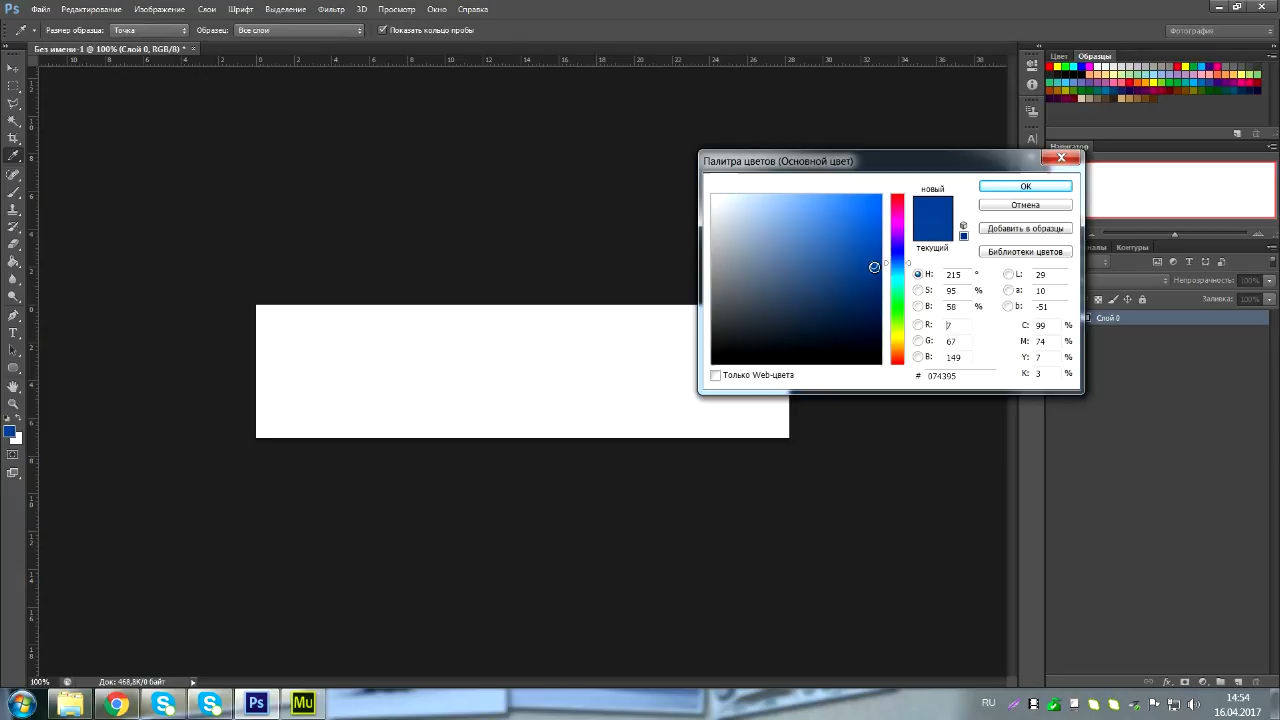 Ps Файл Редактирование Изображение Слои Шрифт Выделение Фильтр 3D Просмотр Окно Справка
Размер образца: Точка Образец: Все слои Показать кольцо пробы Фотография
Без имени-1 @ 100% (Слой 0, RGB/8) *
Цвет Образцы
Навигатор
Палитра цветов (Основной цвет)
новый
текущий
OK
Отмена
Добавить в образцы
Библиотеки цветов
H: 215 ° L: 29
S: 95 % a: 10
B: 58 % b: -51
R: 7 C: 99 %
G: 67 M: 74 %
B: 149 Y: 7 %
K: 3 %
# 074395
Только Web-цвета
Контуры
Непрозрачность: 100%
Заливка: 100%
Слой 0
100% Док: 468,8K/0 байт
Ps Mu RU 14:54
16.04.2017